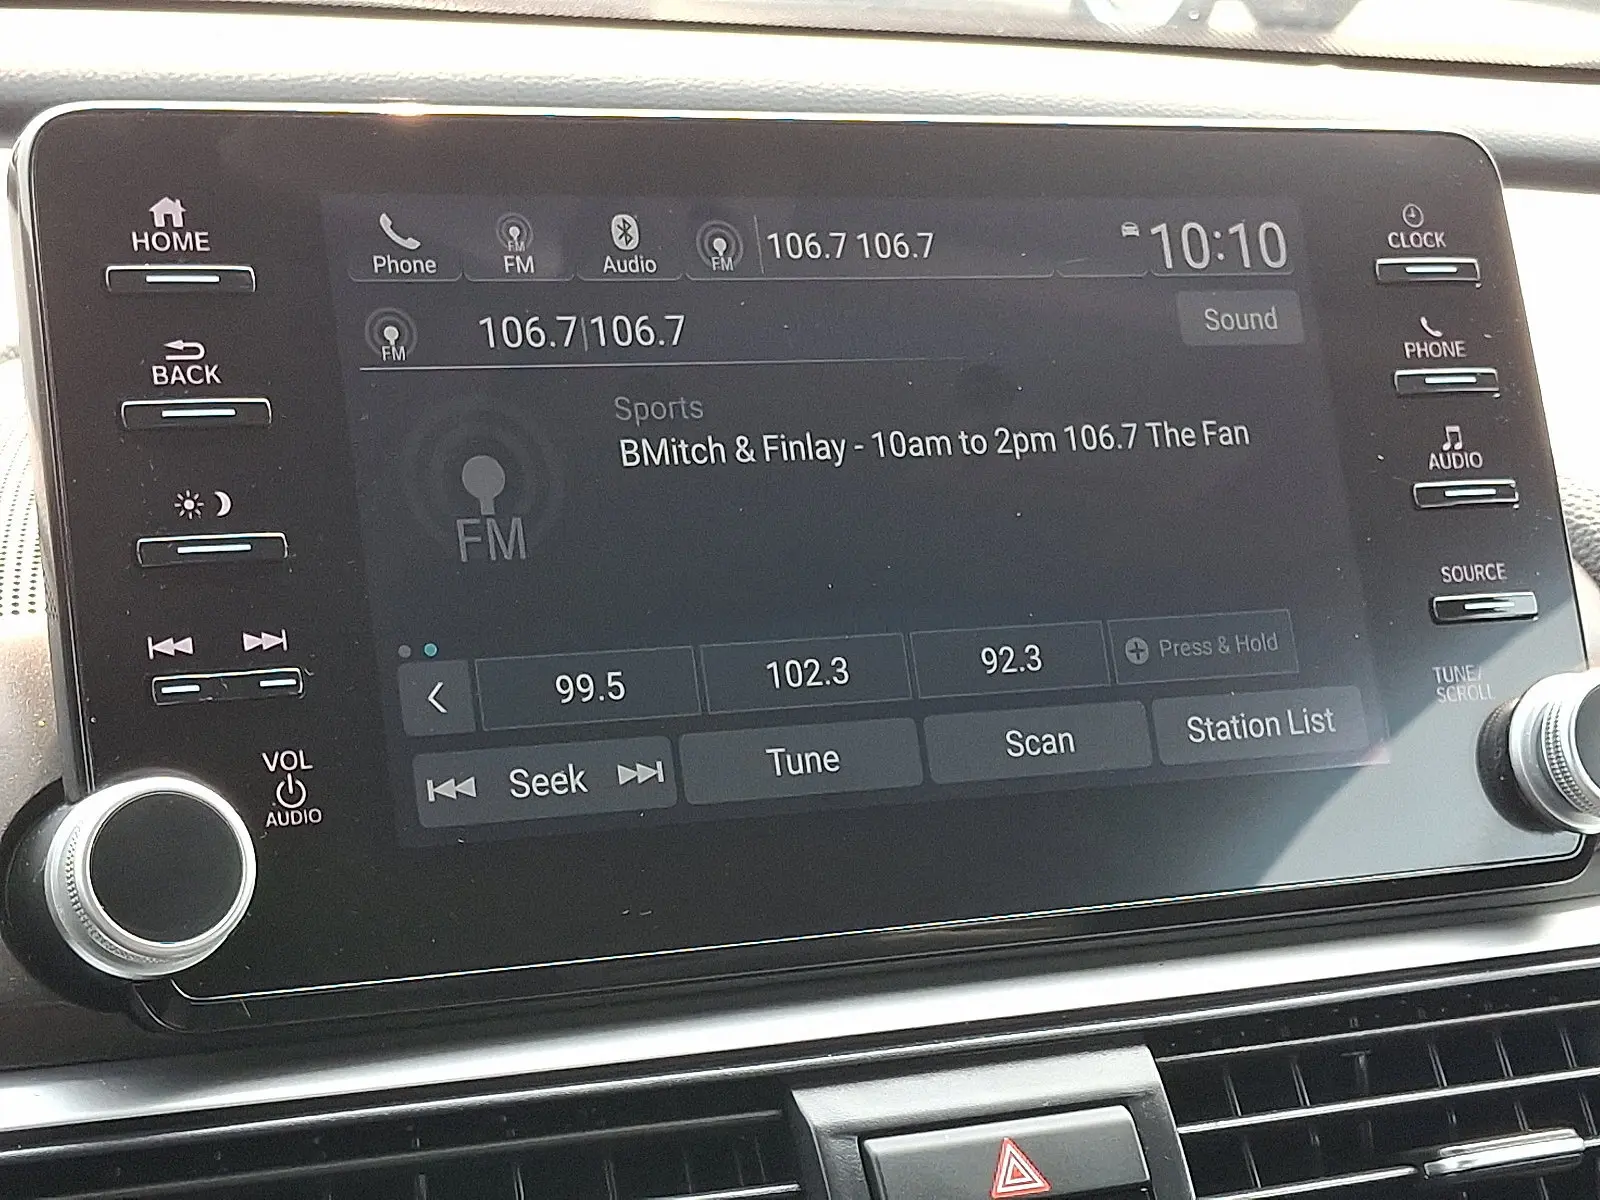 HOME
BACK
VOL
AUDIO
Phone
FM
FM
Audio
FM
106.7 106.7
10:10
FM
106.7|106.7
Sound
Sports
BMitch & Finlay - 10am to 2pm 106.7 The Fan
FM
99.5
102.3
92.3
Press & Hold
Seek
Tune
Scan
Station List
CLOCK
PHONE
AUDIO
SOURCE
TUNE/
SCROLL